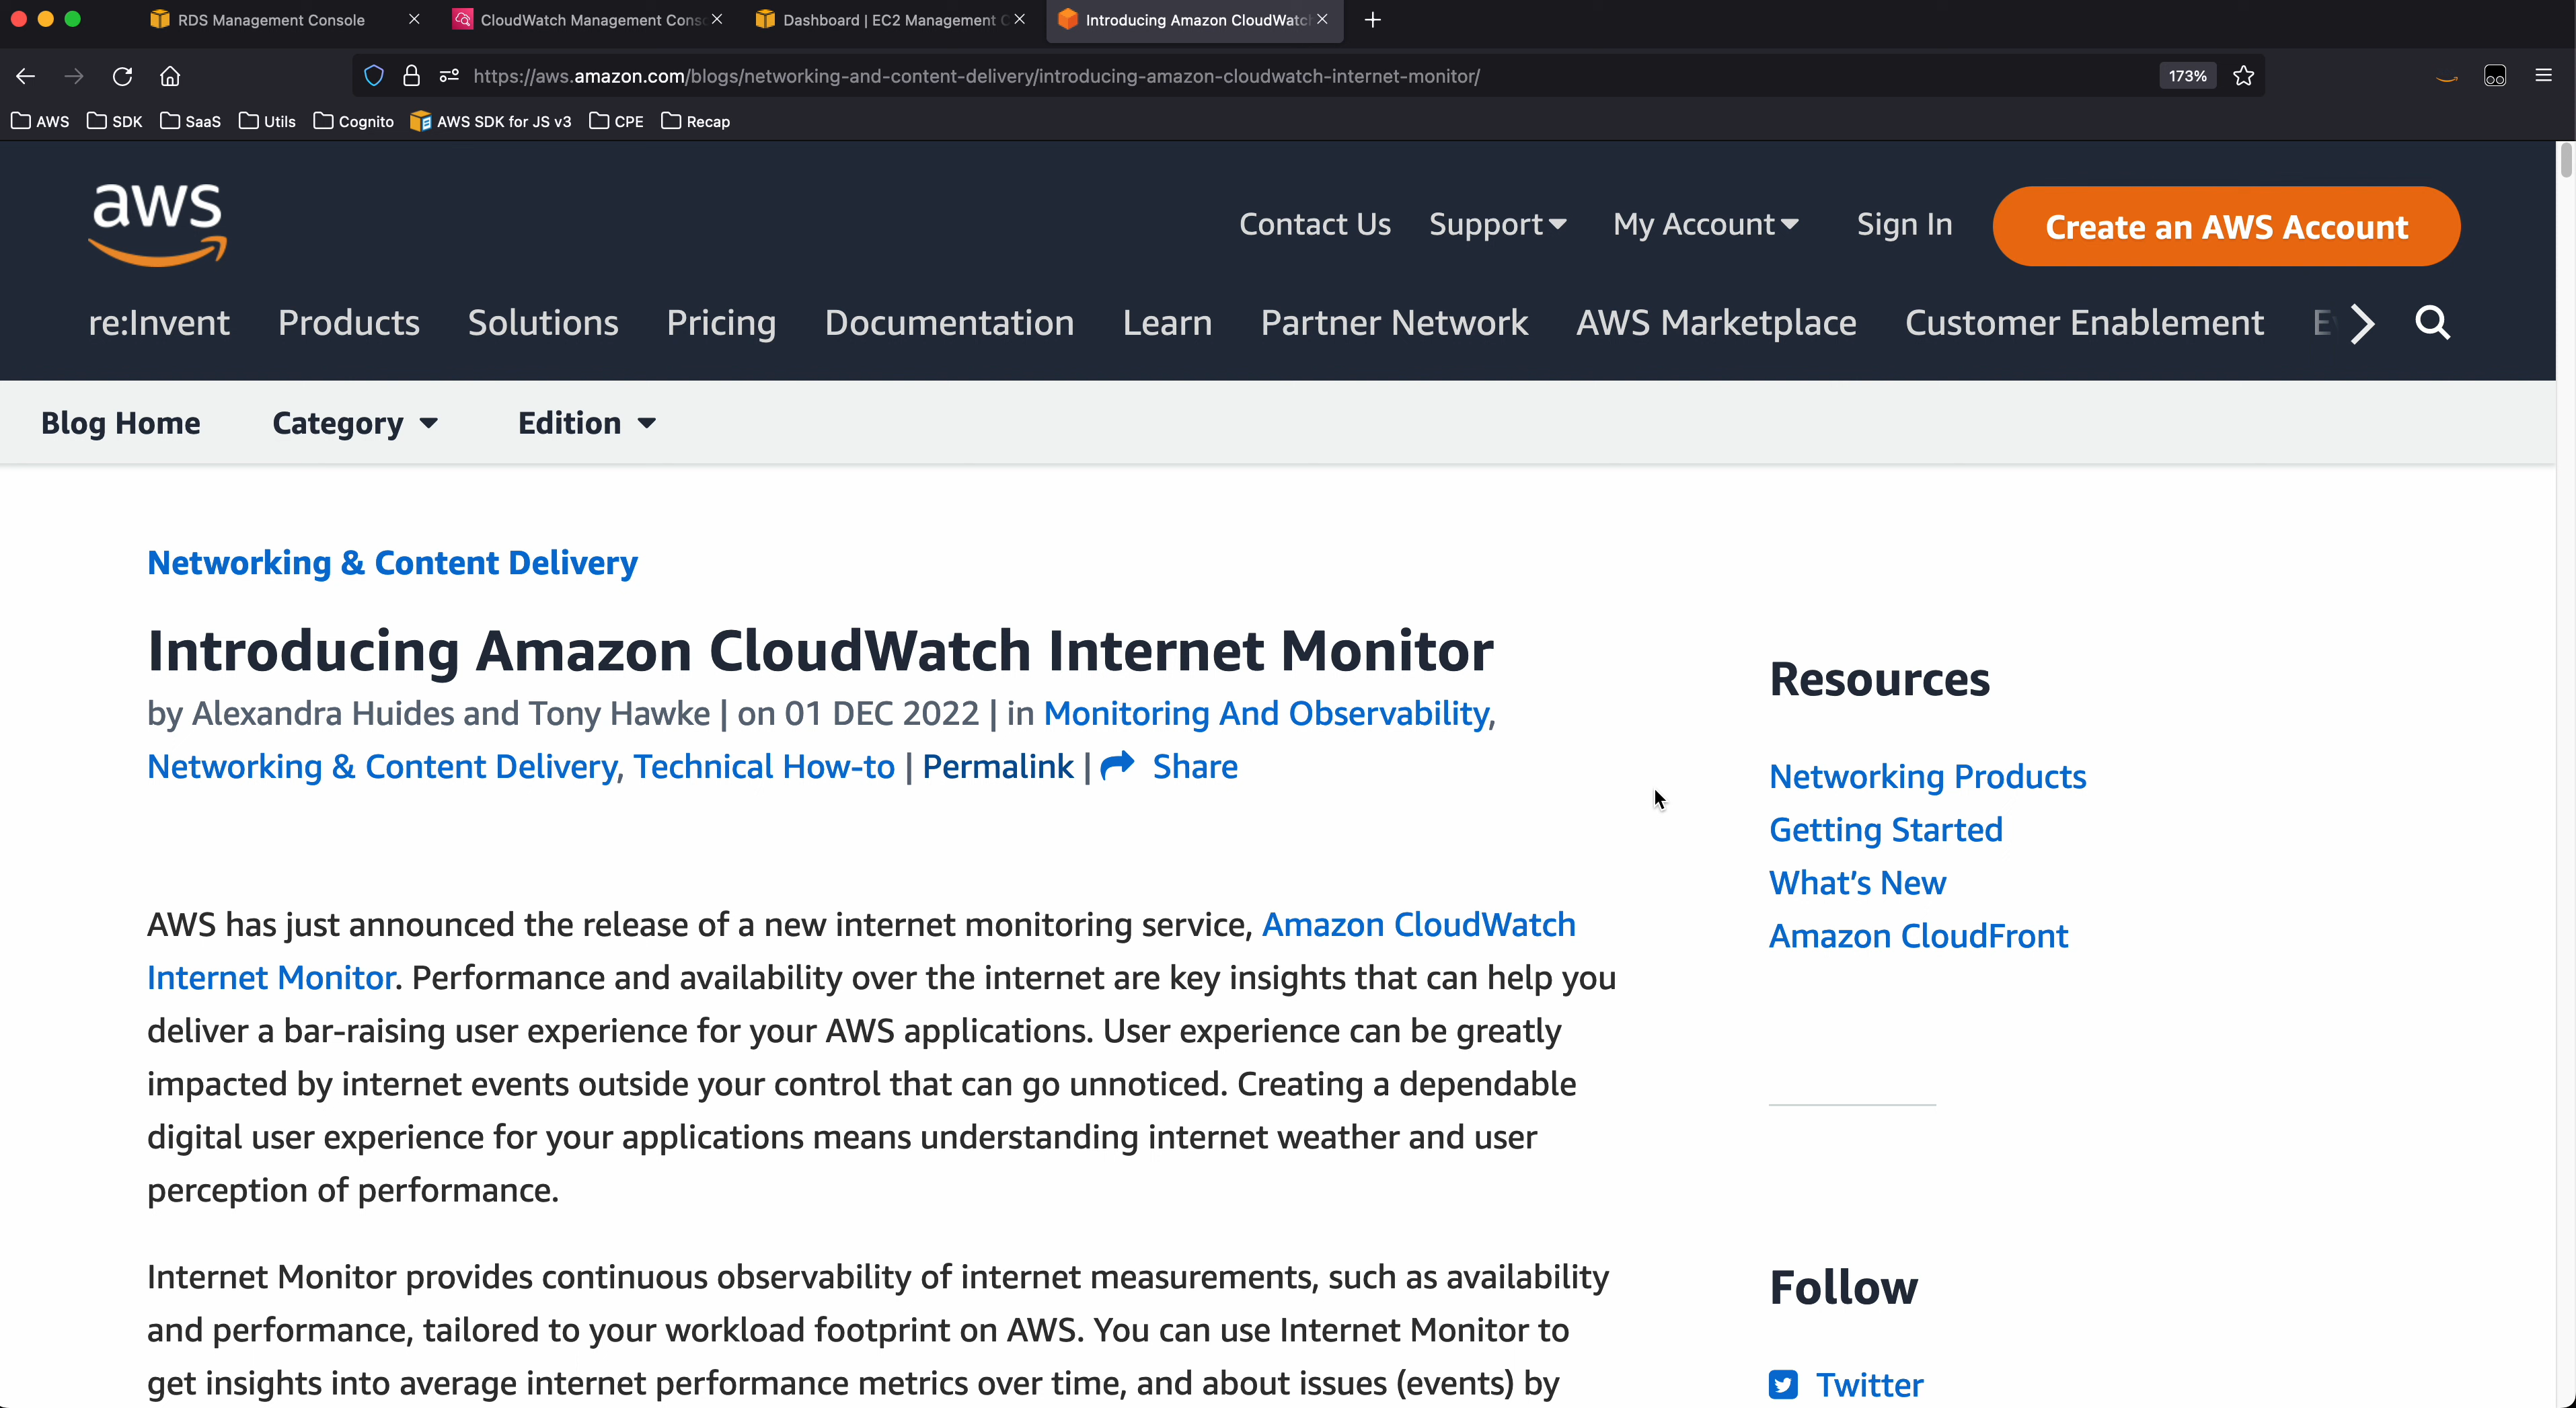 RDS Management Console
CloudWatch Management Cons
Dashboard | EC2 Management C
Introducing Amazon CloudWatch
https://aws.amazon.com/blogs/networking-and-content-delivery/introducing-amazon-cloudwatch-internet-monitor/
173%
AWS SDK SaaS Utils Cognito AWS SDK for JS v3 CPE Recap
aws
Contact Us Support My Account Sign In Create an AWS Account
re:Invent Products Solutions Pricing Documentation Learn Partner Network AWS Marketplace Customer Enablement
Blog Home Category Edition
Networking & Content Delivery
Introducing Amazon CloudWatch Internet Monitor
by Alexandra Huides and Tony Hawke | on 01 DEC 2022 | in Monitoring And Observability,
Networking & Content Delivery, Technical How-to | Permalink | Share
AWS has just announced the release of a new internet monitoring service, Amazon CloudWatch
Internet Monitor. Performance and availability over the internet are key insights that can help you
deliver a bar-raising user experience for your AWS applications. User experience can be greatly
impacted by internet events outside your control that can go unnoticed. Creating a dependable
digital user experience for your applications means understanding internet weather and user
perception of performance.
Internet Monitor provides continuous observability of internet measurements, such as availability
and performance, tailored to your workload footprint on AWS. You can use Internet Monitor to
get insights into average internet performance metrics over time, and about issues (events) by
Resources
Networking Products
Getting Started
What's New
Amazon CloudFront
Follow
Twitter